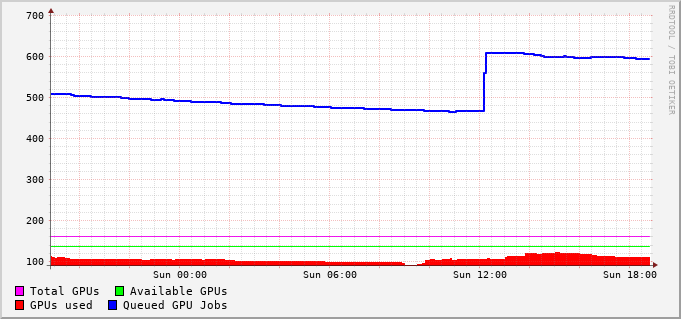 700
600
500
400
300
200
100
Sun 00:00 Sun 06:00 Sun 12:00 Sun 18:00
Total GPUs Available GPUs
GPUs used Queued GPU Jobs
RRDTOOL / TOBI OETIKER